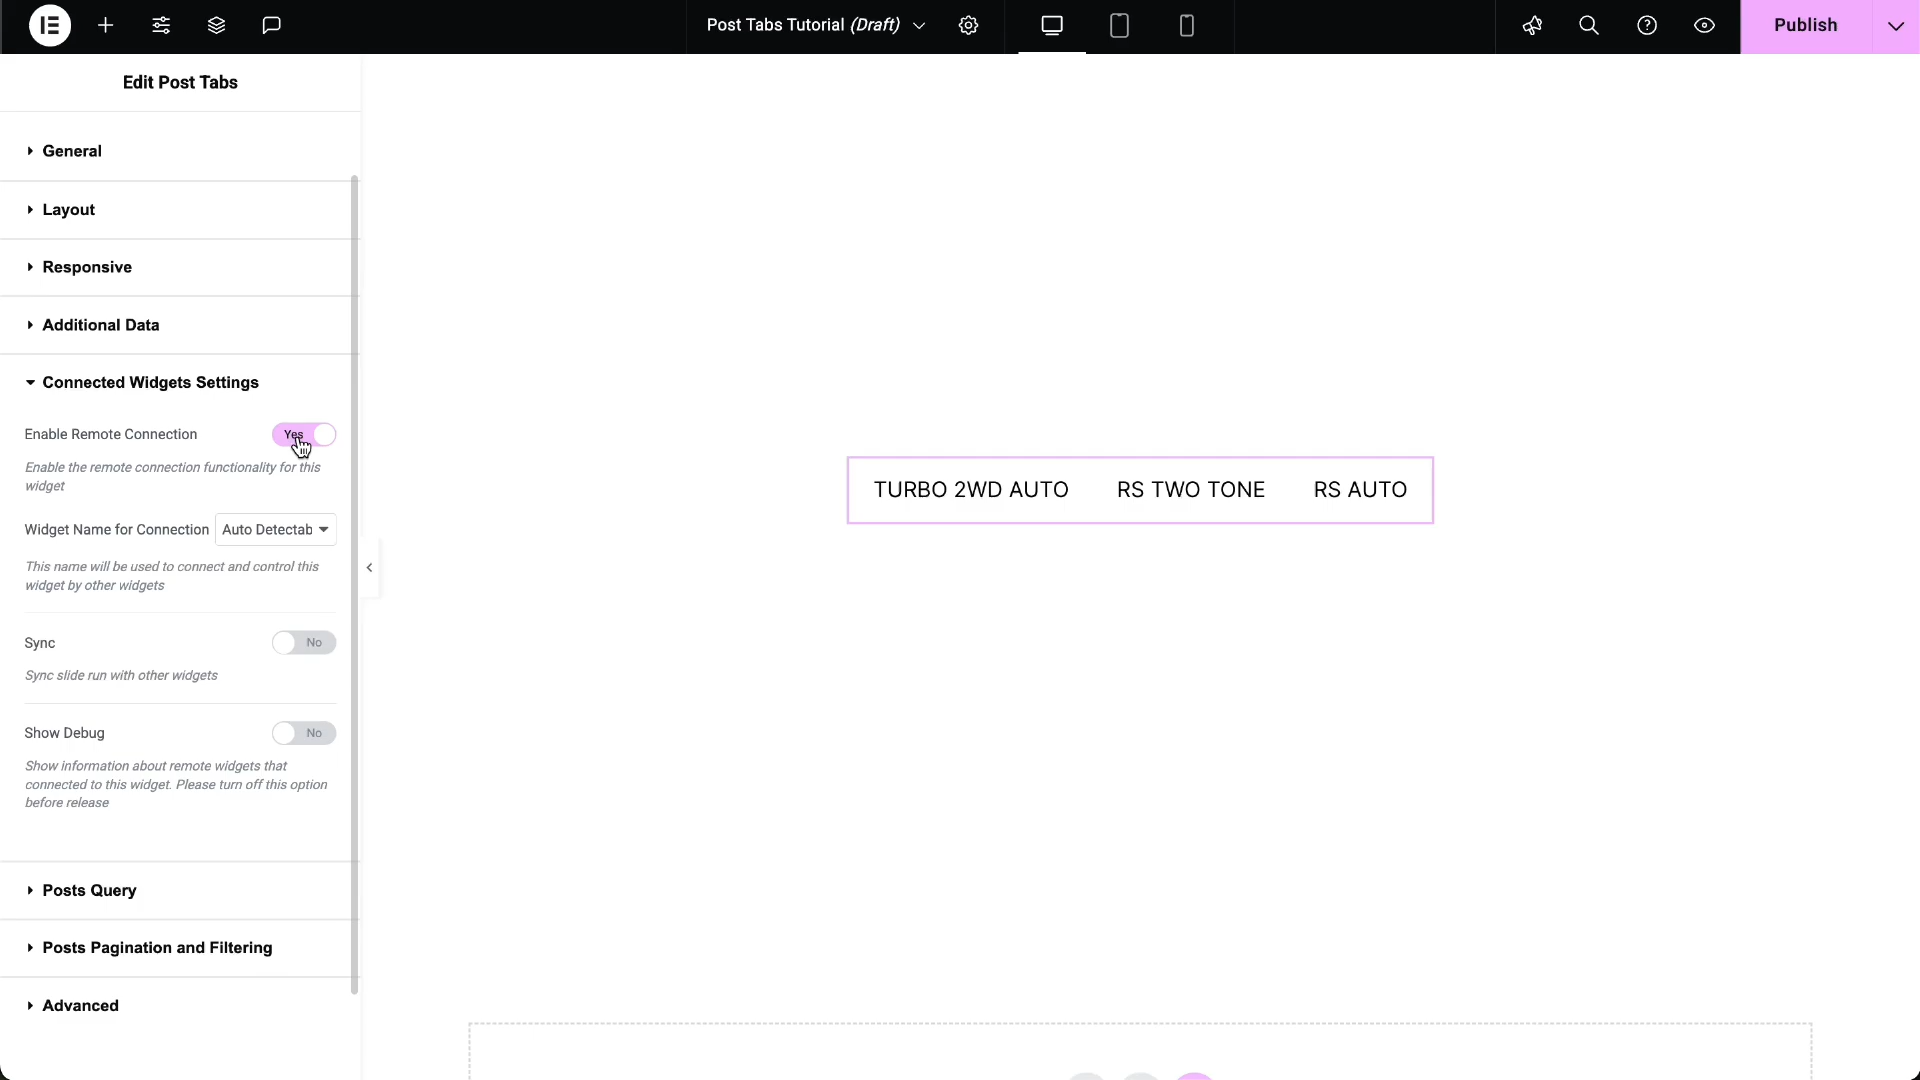 Post Tabs Tutorial (Draft)
Publish
Edit Post Tabs
General
Layout
Responsive
Additional Data
Connected Widgets Settings
Enable Remote Connection
Yes
Enable the remote connection functionality for this
widget
Widget Name for Connection
Auto Detectab
This name will be used to connect and control this
widget by other widgets
Sync
No
Sync slide run with other widgets
Show Debug
No
Show information about remote widgets that
connected to this widget. Please turn off this option
before release
Posts Query
Posts Pagination and Filtering
Advanced
TURBO 2WD AUTO
RS TWO TONE
RS AUTO